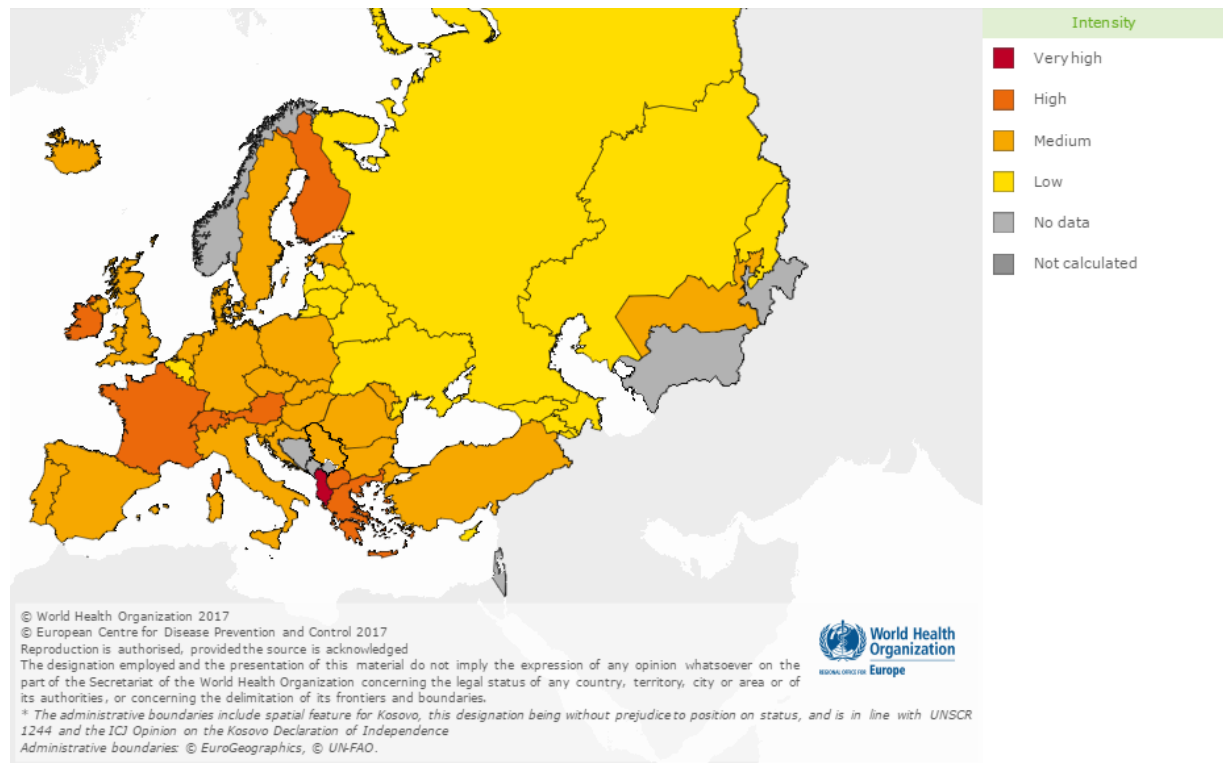 Intensity
Very high
High
Medium
Low
No data
Not calculated
© World Health Organization 2017
© European Centre for Disease Prevention and Control 2017
Reproduction is authorised, provided the source is acknowledged
The designation employed and the presentation of this material do not imply the expression of any opinion whatsoever on the
part of the Secretariat of the World Health Organization concerning the legal status of any country, territory, city or area or of
its authorities, or concerning the delimitation of its frontiers and boundaries.
* The administrative boundaries include spatial feature for Kosovo, this designation being without prejudice to position on status, and is in line with UNSCR
1244 and the ICJ Opinion on the Kosovo Declaration of Independence
Administrative boundaries: © EuroGeographics, © UN-FAO.
World Health
Organization
REGIONAL OFFICE FOR Europe